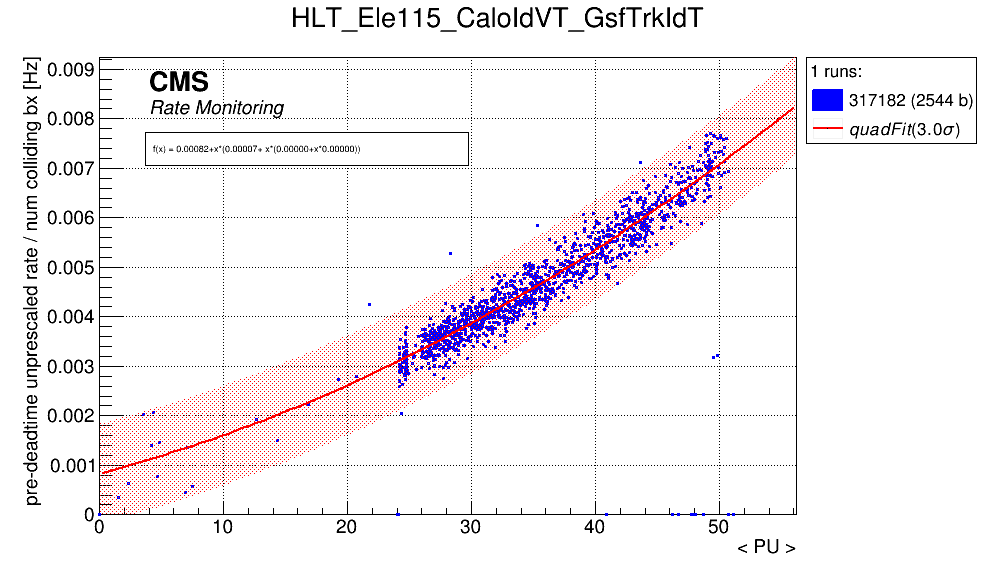 HLT_Ele115_CaloIdVT_GsfTrkIdT
pre-deadtime unprescaled rate / num colliding bx [Hz]
0.009
0.008
0.007
0.006
0.005
0.004
0.003
0.002
0.001
0
CMS
Rate Monitoring
f(x) = 0.00082+x*(0.00007+ x*(0.00000+x*0.00000))
1 runs:
317182 (2544 b)
quadFit(3.0σ)
0 10 20 30 40 50
< PU >